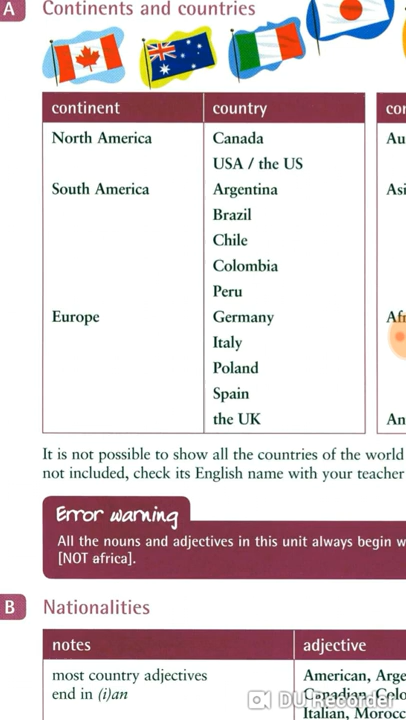 A Continents and countries
continent country
North America Canada
USA / the US
South America Argentina
Brazil
Chile
Colombia
Peru
Europe Germany
Italy
Poland
Spain
the UK
It is not possible to show all the countries of the world
not included, check its English name with your teacher
Error warning
All the nouns and adjectives in this unit always begin
[NOT africa].
B Nationalities
notes adjective
most country adjectives American,
end in (i)an Canadian,
Italian,
DU Recorder